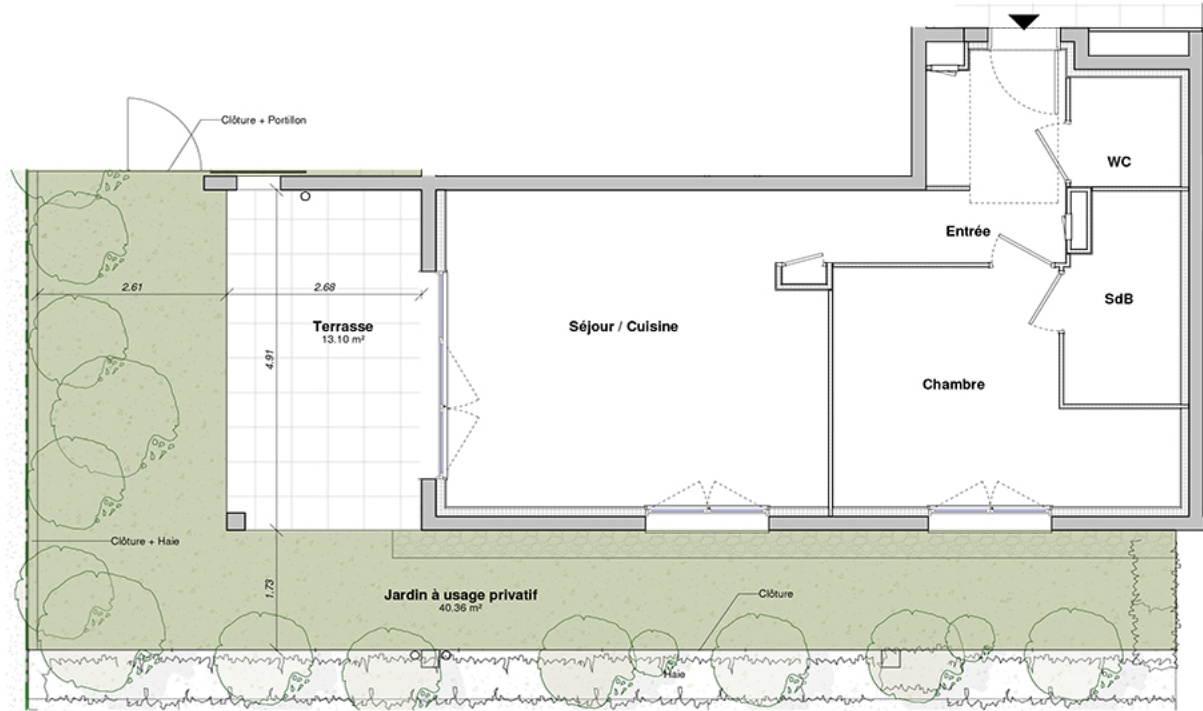 Clôture + Portillon
WC
Entrée
2.61
2.68
SdB
Terrasse
13.10 m²
Séjour / Cuisine
4.91
Chambre
Clôture + Haie
1.73
Jardin à usage privatif
40.36 m²
Clôture
Haie